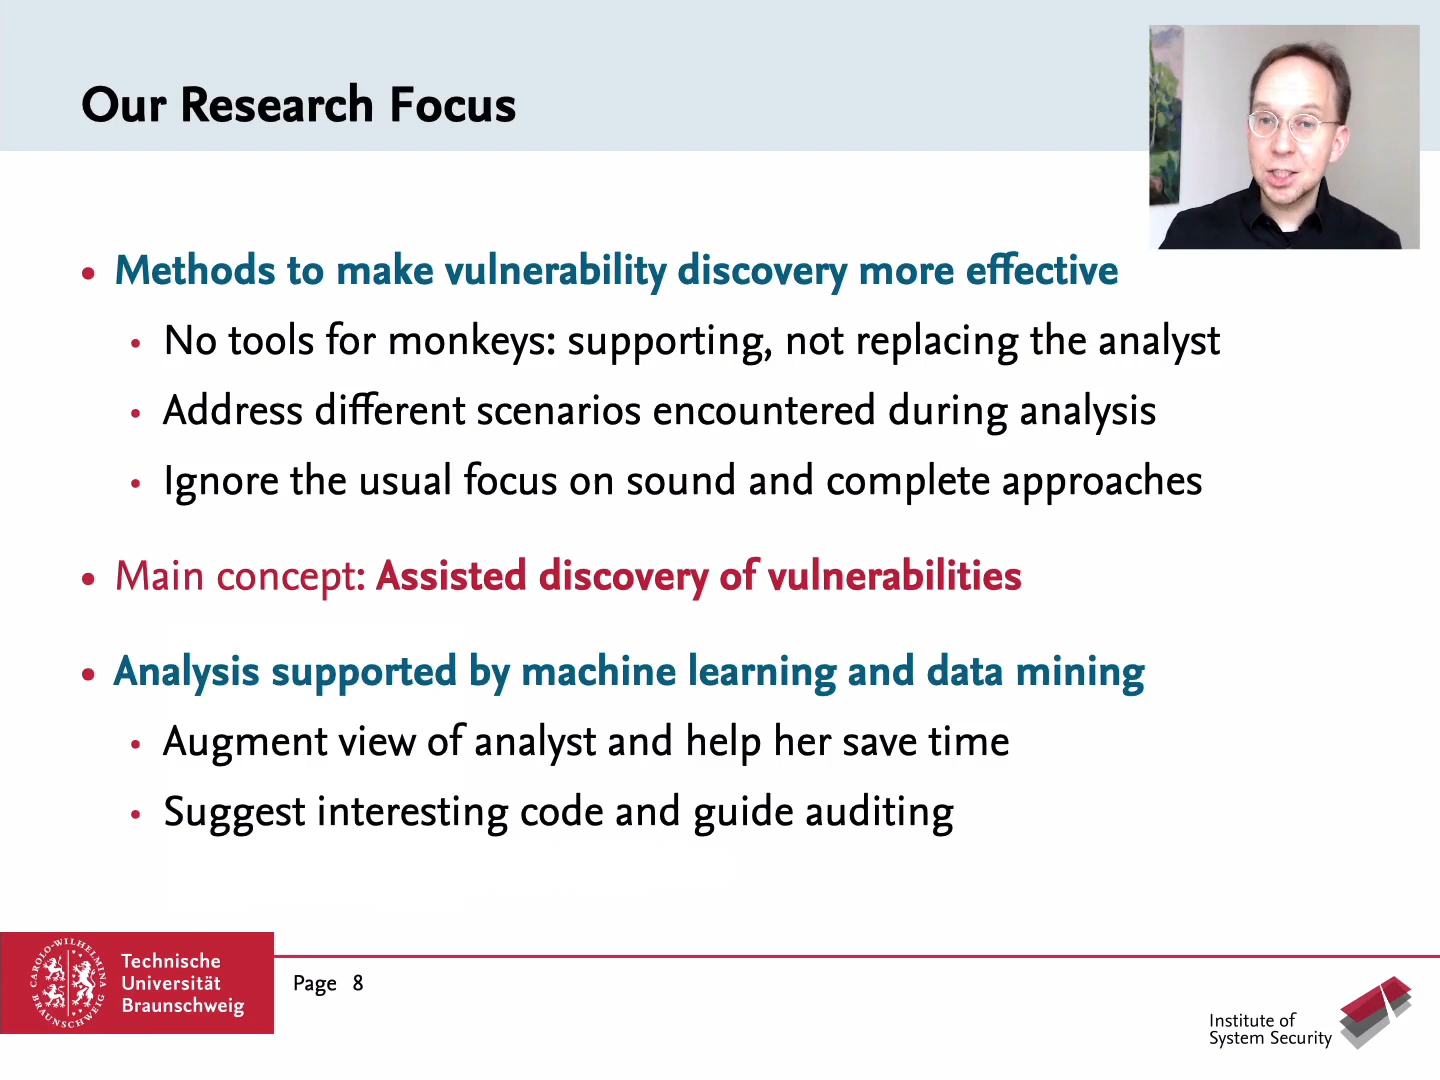 Our Research Focus
• Methods to make vulnerability discovery more effective
• No tools for monkeys: supporting, not replacing the analyst
• Address different scenarios encountered during analysis
• Ignore the usual focus on sound and complete approaches
• Main concept: Assisted discovery of vulnerabilities
• Analysis supported by machine learning and data mining
• Augment view of analyst and help her save time
• Suggest interesting code and guide auditing
CAROLO-WILHELMINA
BRAUNSCHWEIG
Technische
Universität
Braunschweig
Page 8
Institute of
System Security